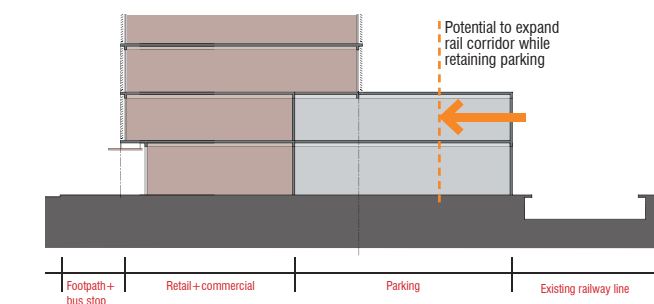 Potential to expand
rail corridor while
retaining parking
Footpath+
bus stop
Retail+commercial
Parking
Existing railway line